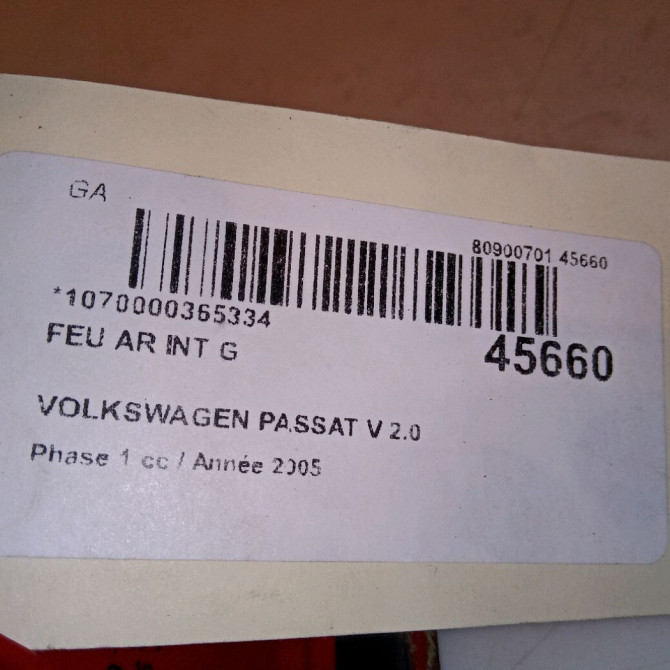 GA
80900701 45660
*1070000365334
FEU AR INT G
45660
VOLKSWAGEN PASSAT V 2.0
Phase 1 cc / Année 2005